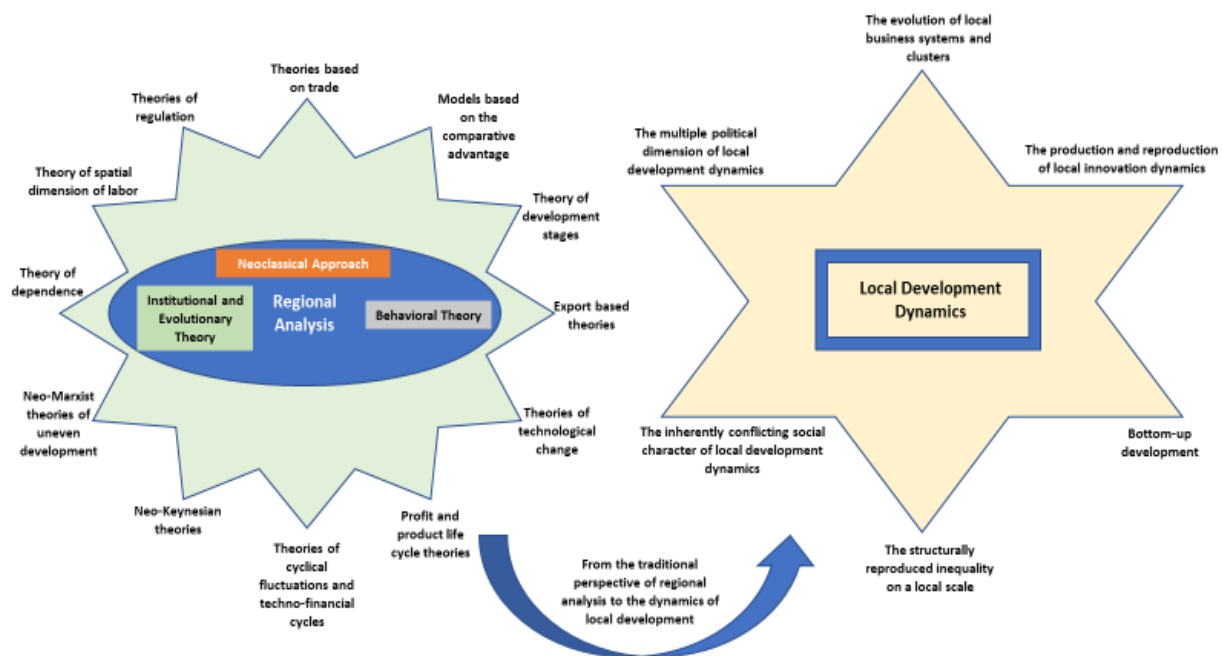 Theories based
on trade
Theories of
regulation
Models based
on the
comparative
advantage
Theory of spatial
dimension of labor
Theory of
development
stages
Theory of
dependence
Neoclassical Approach
Institutional and
Evolutionary
Theory
Regional
Analysis
Behavioral Theory
Export based
theories
Neo-Marxist
theories of
uneven
development
Theories of
technological
change
Neo-Keynesian
theories
Theories of
cyclical
fluctuations and
techno-financial
cycles
Profit and
product life
cycle theories
From the traditional
perspective of regional
analysis to the dynamics of
local development
The evolution of local
business systems and
clusters
The multiple political
dimension of local
development dynamics
The production and reproduction
of local innovation dynamics
Local Development
Dynamics
The inherently conflicting social
character of local development
dynamics
Bottom-up
development
The structurally
reproduced inequality
on a local scale